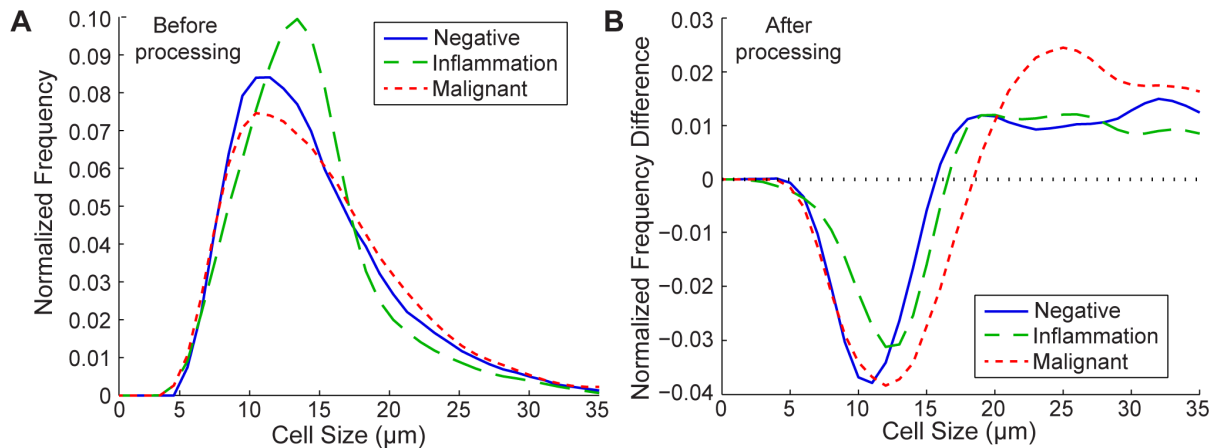 A
Before
processing
Negative
Inflammation
Malignant
Normalized Frequency
0.10
0.09
0.08
0.07
0.06
0.05
0.04
0.03
0.02
0.01
0
0 5 10 15 20 25 30 35
Cell Size (µm)
B
After
processing
Normalized Frequency Difference
0.03
0.02
0.01
0
−0.01
−0.02
−0.03
−0.04
Negative
Inflammation
Malignant
0 5 10 15 20 25 30 35
Cell Size (µm)